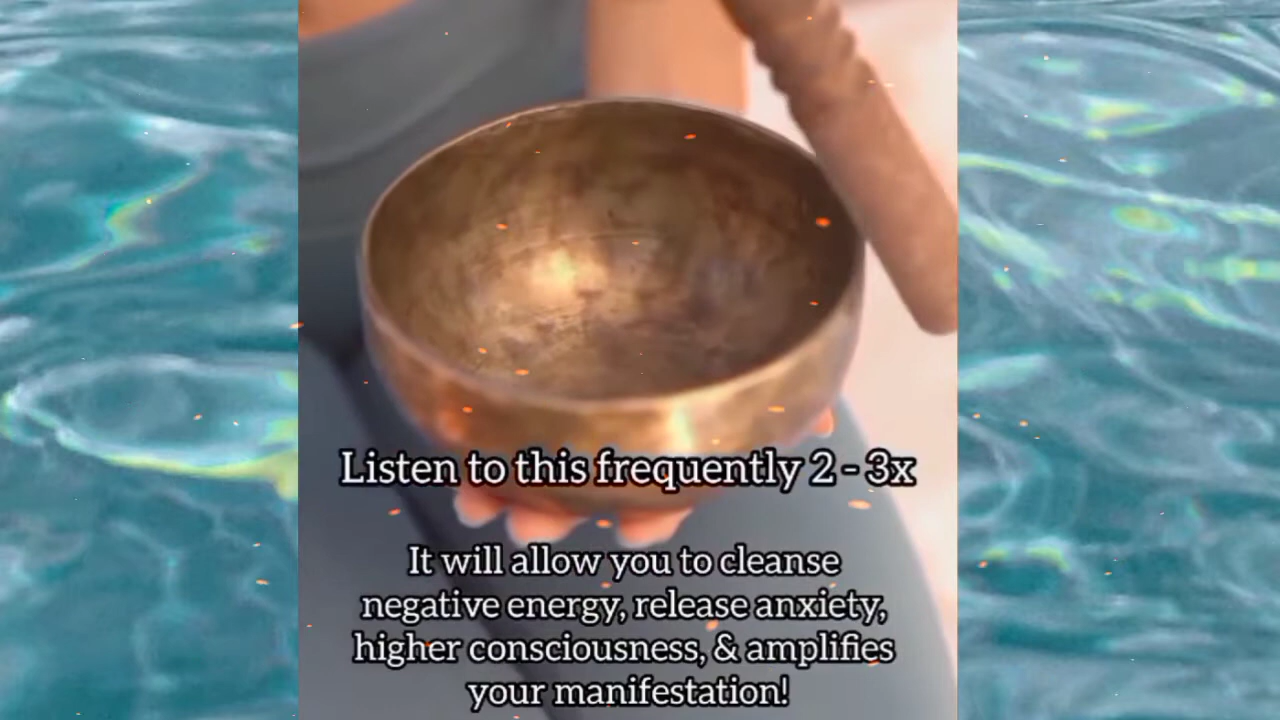 Listen to this frequently 2 - 3x
It will allow you to cleanse
negative energy, release anxiety,
higher consciousness, & amplifies
your manifestation!